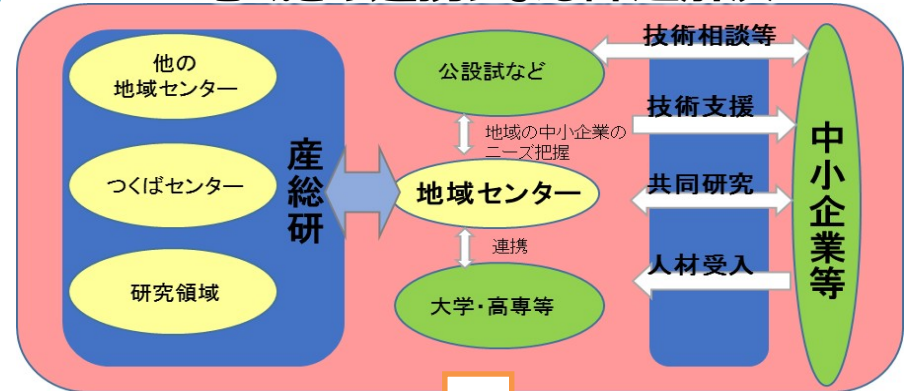 他の
地域センター
つくばセンター
研究領域
産総研
公設試など
地域の中小企業の
ニーズ把握
地域センター
連携
大学・高専等
技術相談等
技術支援
共同研究
人材受入
中小企業等